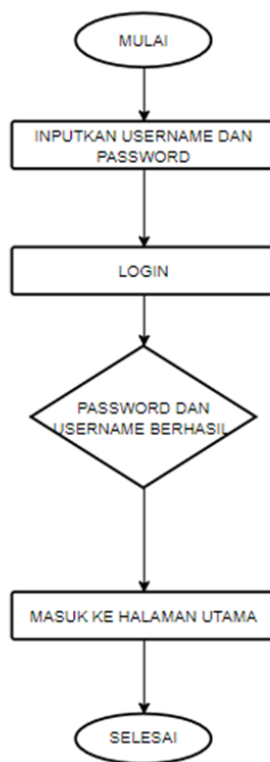 MULAI
INPUTKAN USERNAME DAN
PASSWORD
LOGIN
PASSWORD DAN
USERNAME BERHASIL
MASUK KE HALAMAN UTAMA
SELESAI